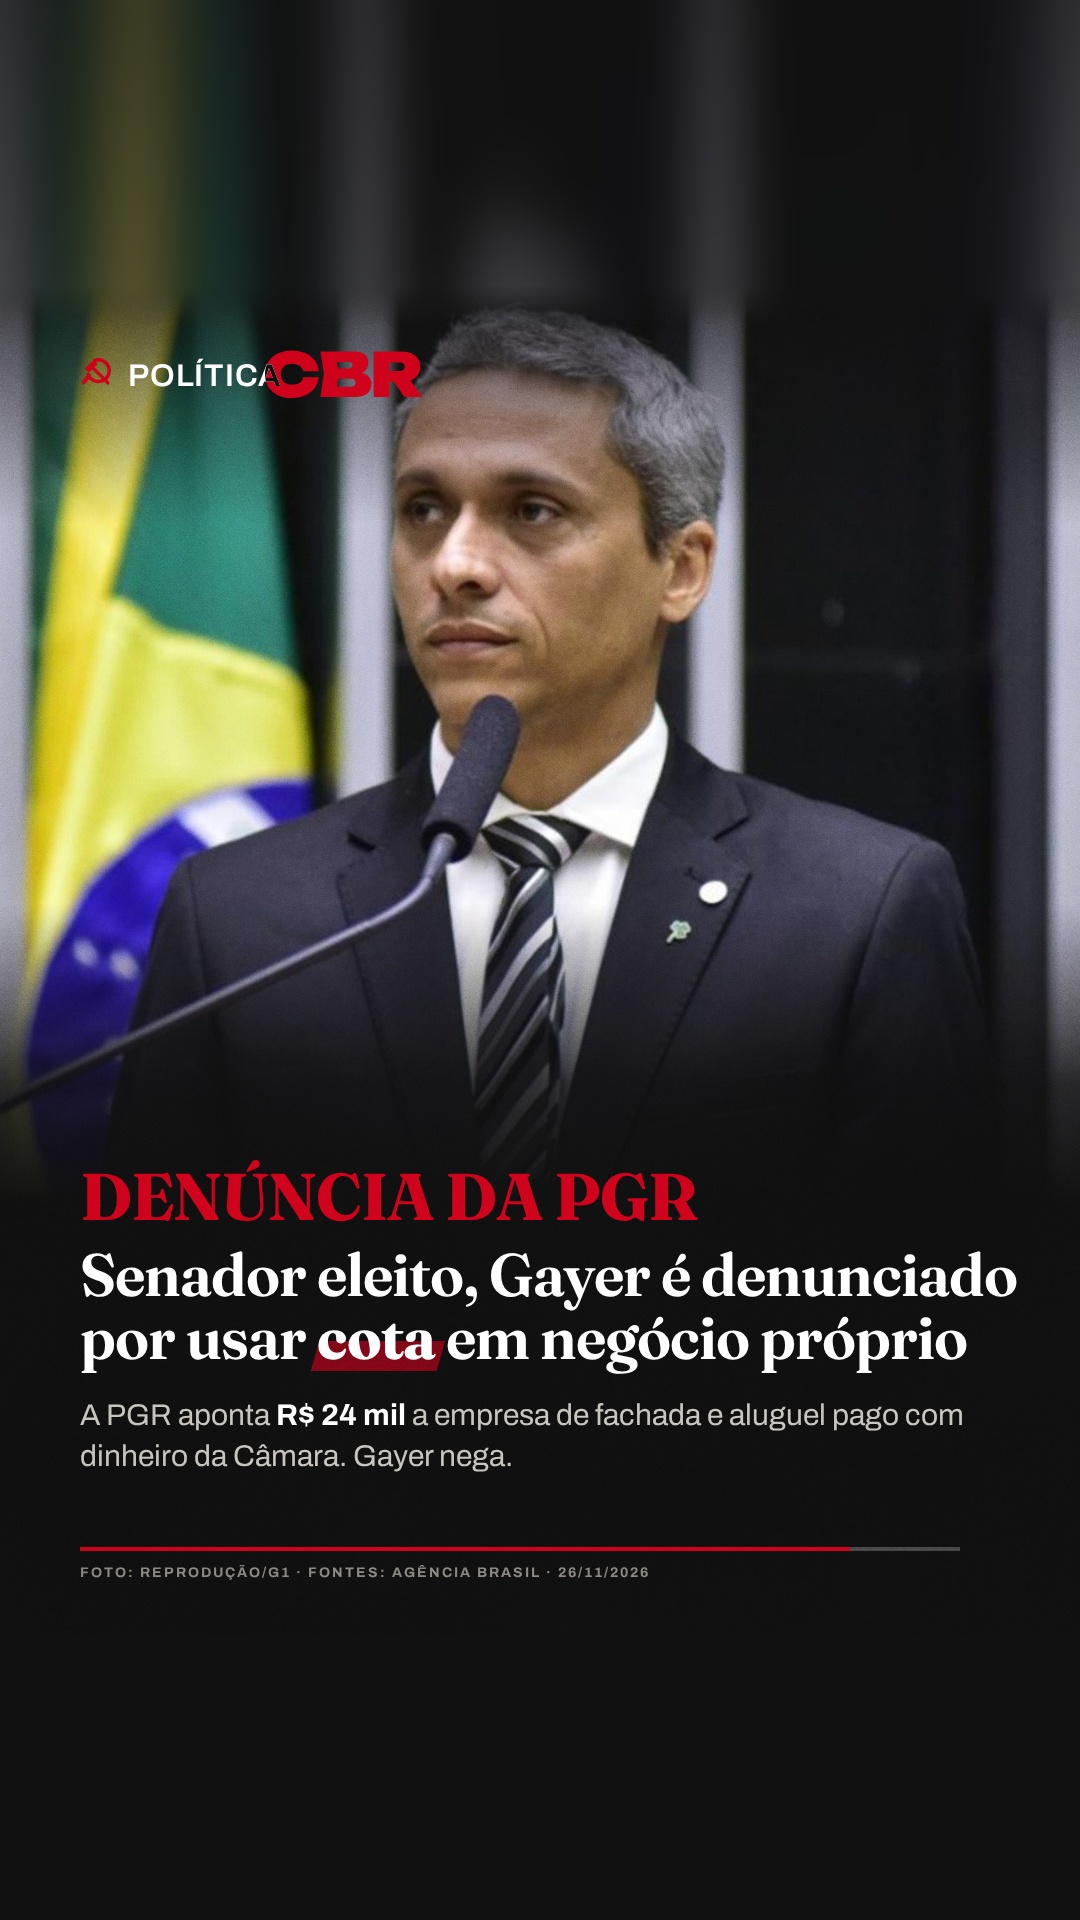 POLÍTICA CBR
DENÚNCIA DA PGR
Senador eleito, Gayer é denunciado
por usar cota em negócio próprio
A PGR aponta R$ 24 mil a empresa de fachada e aluguel pago com
dinheiro da Câmara. Gayer nega.
FOTO: REPRODUÇÃO/G1 · FONTES: AGÊNCIA BRASIL · 26/11/2026